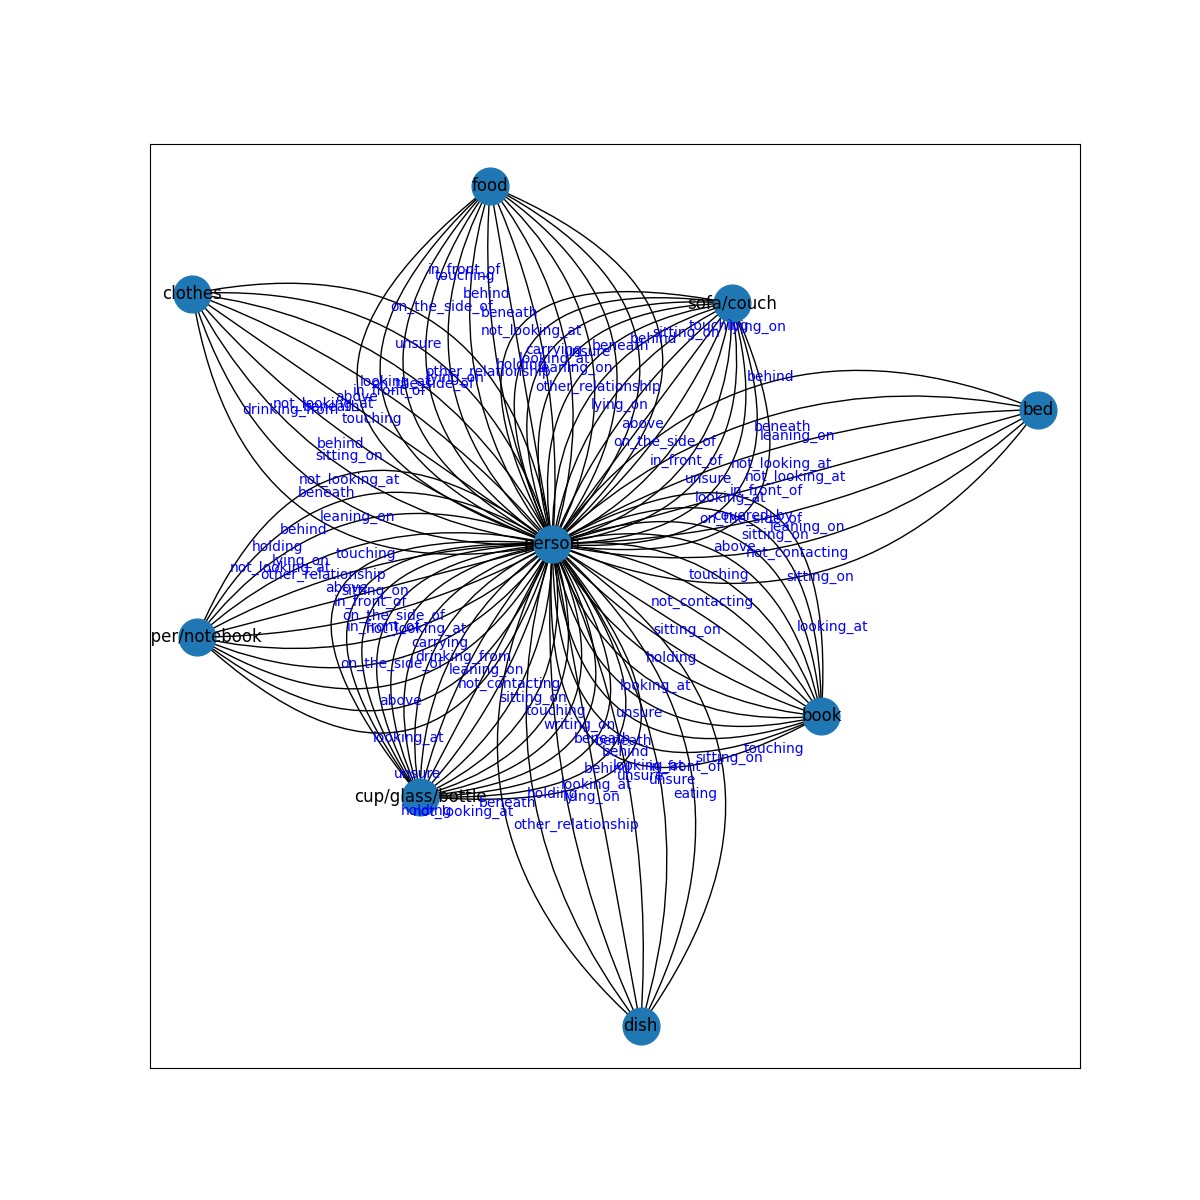 food
in_front_of
touching
clothes
behind
sofa/couch
on_the_side_of
beneath
touching
lying_on
not_looking_at
sitting_on
behind
unsure
beneath
carrying
unsure
looking_at
holding
leaning_on
other_relationship
behind
lying_on
looking_at
in_front_of
other_relationship
above
not_looking_at
lying_on
drinking_from
bed
touching
above
beneath
leaning_on
behind
on_the_side_of
sitting_on
in_front_of
not_looking_at
not_looking_at
not_looking_at
unsure
beneath
in_front_of
looking_at
leaning_on
covered_by
on_the_side_of
behind
leaning_on
sitting_on
person
holding
above
touching
not_contacting
lying_on
not_looking_at
other_relationship
touching
sitting_on
above
sitting_on
in_front_of
not_contacting
on_the_side_of
in_front_of
not_looking_at
sitting_on
looking_at
per/notebook
carrying
drinking_from
holding
on_the_side_of
leaning_on
not_contacting
looking_at
sitting_on
above
touching
unsure
book
writing_on
looking_at
beneath
beneath
touching
behind
sitting_on
looking_at
in_front_of
behind
unsure
unsure
unsure
looking_at
cup/glass/bottle
holding
lying_on
eating
beneath
holding
not_looking_at
other_relationship
dish